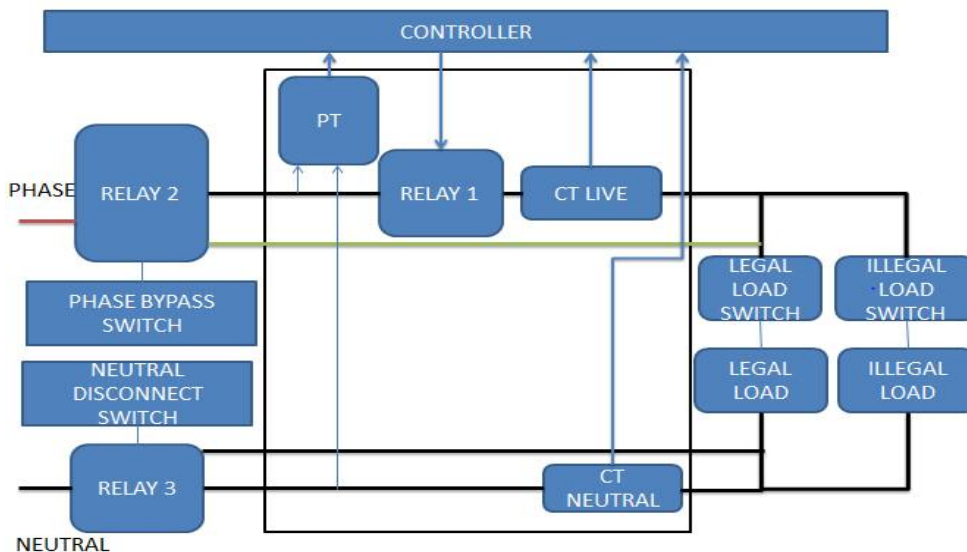 CONTROLLER
PT
PHASE
RELAY 2
RELAY 1
CT LIVE
PHASE BYPASS
SWITCH
LEGAL
LOAD
SWITCH
ILLEGAL
LOAD
SWITCH
NEUTRAL
DISCONNECT
SWITCH
LEGAL
LOAD
ILLEGAL
LOAD
RELAY 3
CT
NEUTRAL
NEUTRAL